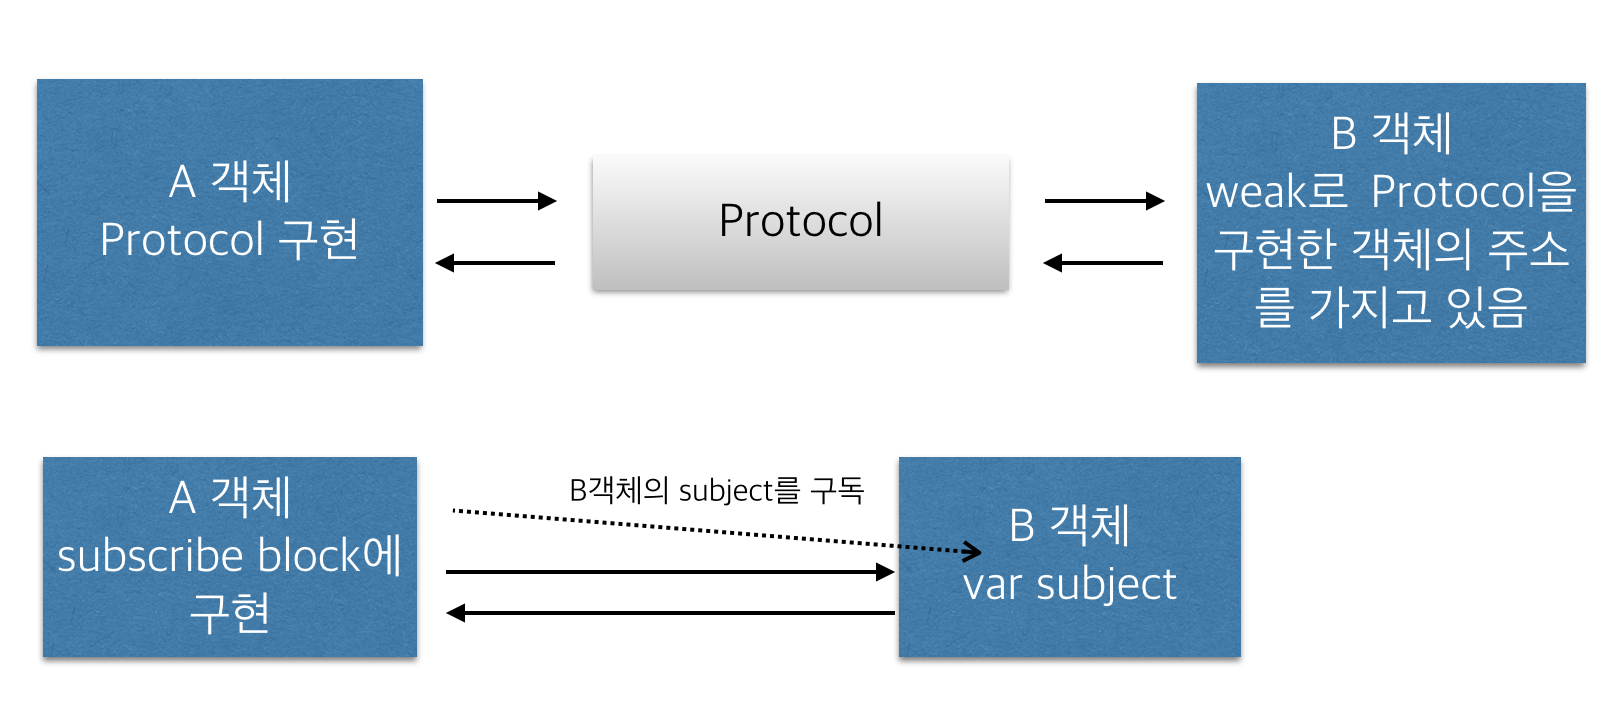 A 객체
Protocol 구현
Protocol
B 객체
weak로 Protocol을
구현한 객체의 주소
를 가지고 있음
A 객체
subscribe block에
구현
B객체의 subject를 구독
B 객체
var subject